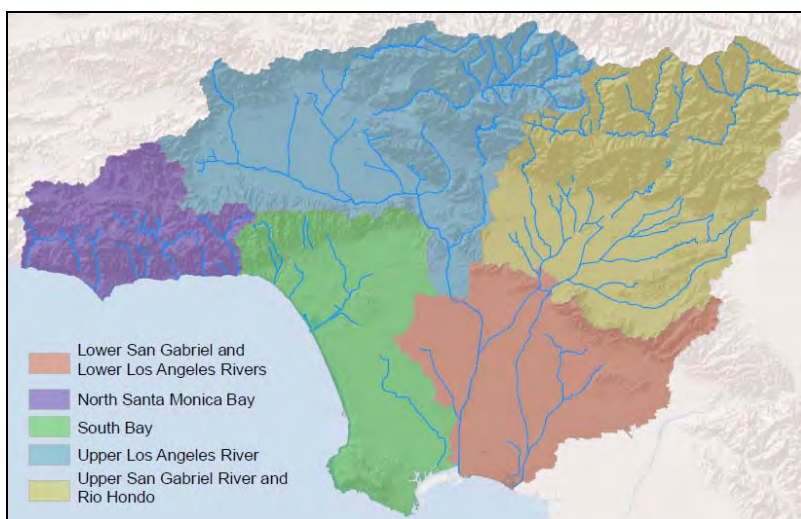 Lower San Gabriel and
Lower Los Angeles Rivers
North Santa Monica Bay
South Bay
Upper Los Angeles River
Upper San Gabriel River and
Rio Hondo